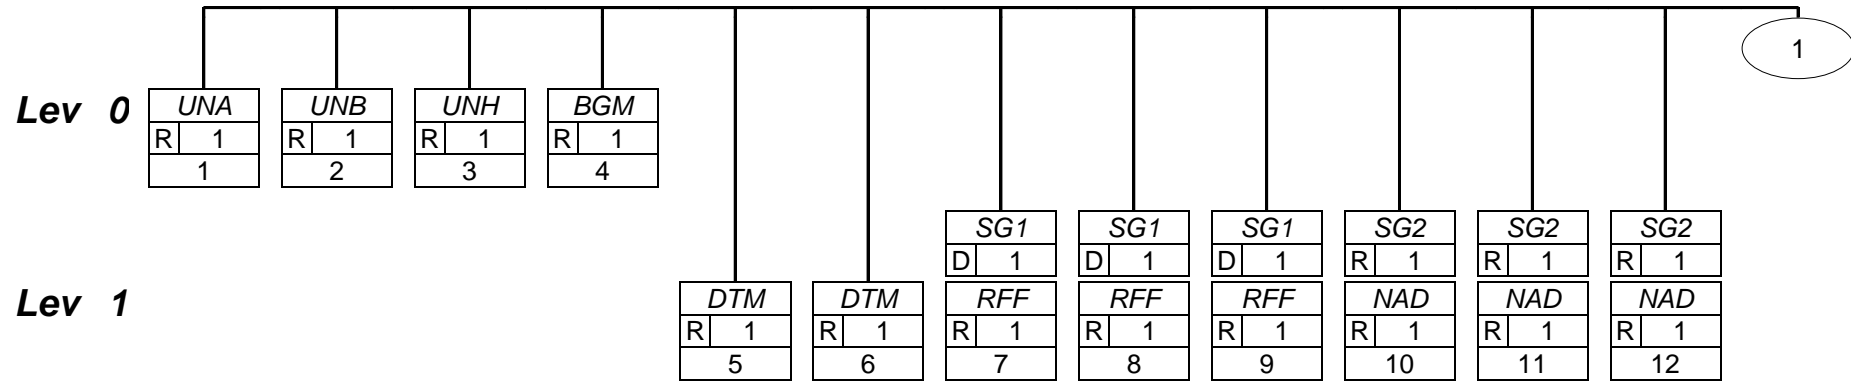 1
Lev 0
UNA UNB UNH BGM
R 1 R 1 R 1 R 1
1 2 3 4
SG1 SG1 SG1 SG2 SG2 SG2
D 1 D 1 D 1 R 1 R 1 R 1
Lev 1
DTM DTM RFF RFF RFF NAD NAD NAD
R 1 R 1 R 1 R 1 R 1 R 1 R 1 R 1
5 6 7 8 9 10 11 12